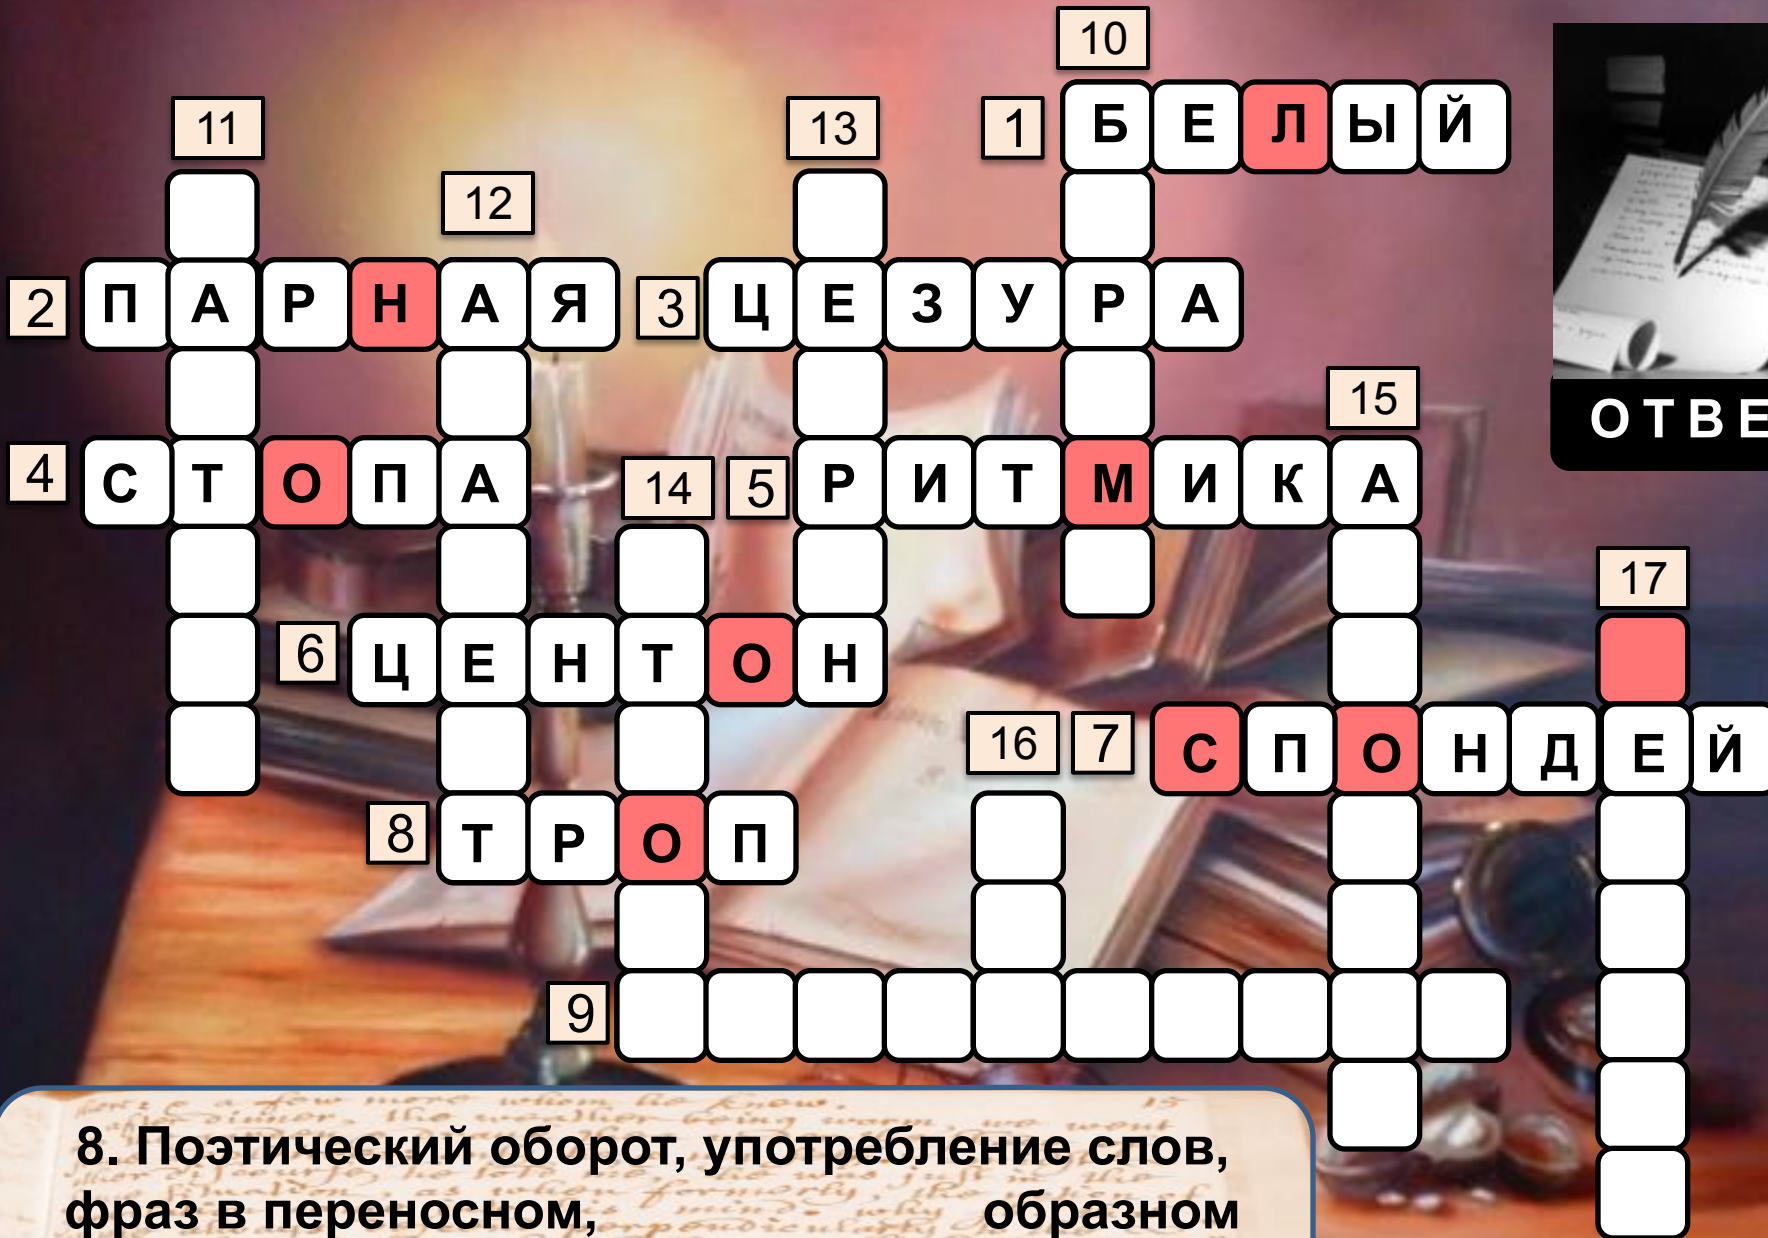 10
11
13
1 БЕЛЫЙ
12
2 ПАРНАЯ
3 ЦЕЗУРА
15
ОТВЕ
4 СТОПА
14
5 РИТМИКА
17
6 ЦЕНТОН
16
7 СПОНДЕЙ
8 ТРОП
9
8. Поэтический оборот, употребление слов,
фраз в переносном, образном